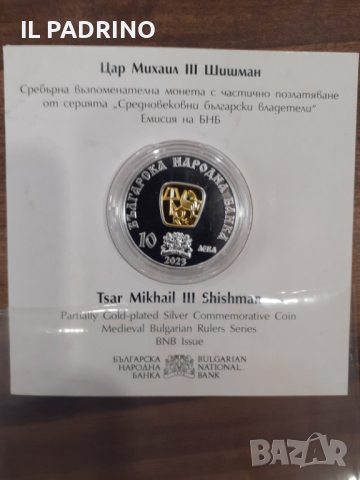 IL PADRINO
Цар Михаил III Шишман
Сребърна възпоменателна монета с частично позлатяване
от серията „Средновековни български владетели“
Емисия на БНБ
БЪЛГАРСКА НАРОДНА БАНКА
10 ЛЕВА
2023
Tsar Mikhail III Shishman
Partially Gold-plated Silver Commemorative Coin
Medieval Bulgarian Rulers Series
BNB Issue
БЪЛГАРСКА
НАРОДНА
БАНКА
BULGARIAN
NATIONAL
BANK
BAZAR